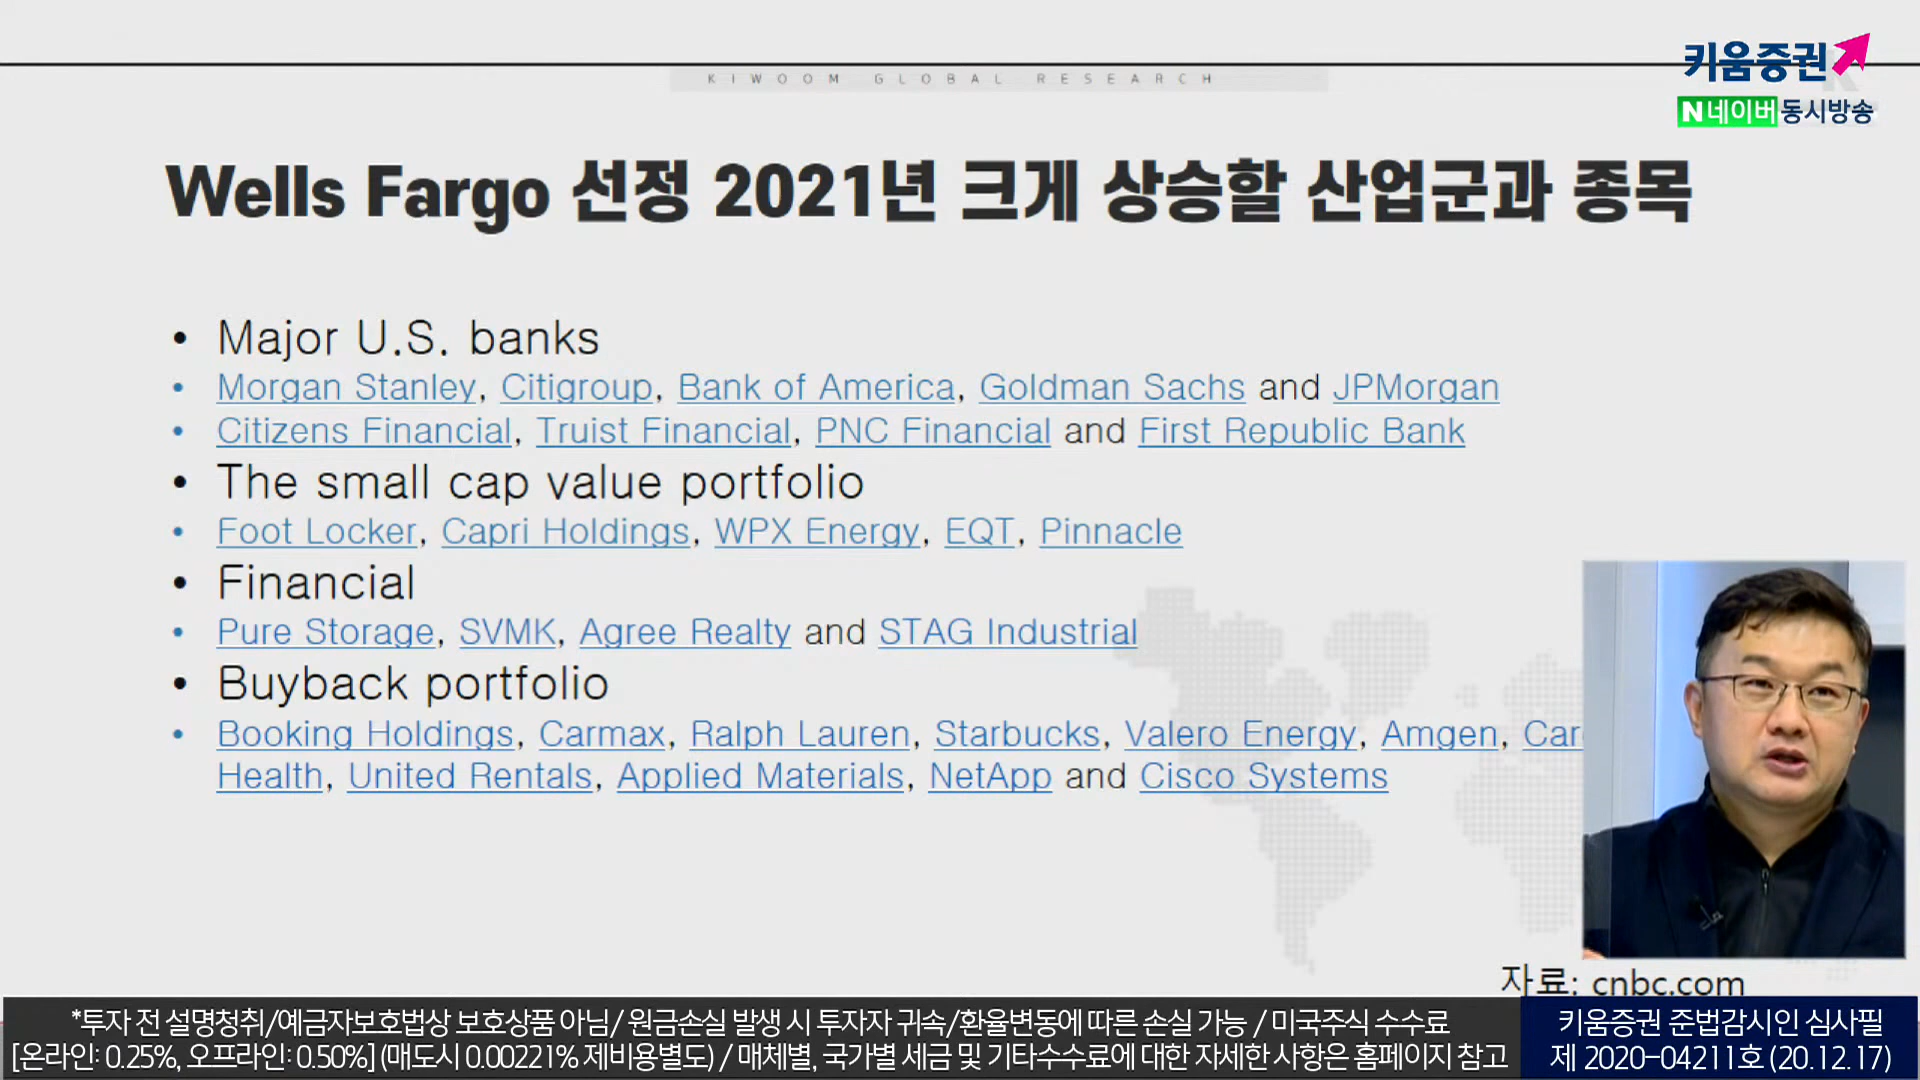 키움증권
N네이버 동시방송
KIWOOM GLOBAL RESEARCH
Wells Fargo 선정 2021년 크게 상승할 산업군과 종목
• Major U.S. banks
• Morgan Stanley, Citigroup, Bank of America, Goldman Sachs and JPMorgan
• Citizens Financial, Truist Financial, PNC Financial and First Republic Bank
• The small cap value portfolio
• Foot Locker, Capri Holdings, WPX Energy, EQT, Pinnacle
• Financial
• Pure Storage, SVMK, Agree Realty and STAG Industrial
• Buyback portfolio
• Booking Holdings, Carmax, Ralph Lauren, Starbucks, Valero Energy, Amgen,
Health, United Rentals, Applied Materials, NetApp and Cisco Systems
자료: cnbc.com
*투자 전 설명청취/예금자보호법상 보호상품 아님/ 원금손실 발생 시 투자자 귀속/환율변동에 따른 손실 가능 / 미국주식 수수료
[온라인: 0.25%, 오프라인: 0.50%] (매도시 0.00221% 제비용별도) / 매체별, 국가별 세금 및 기타수수료에 대한 자세한 사항은 홈페이지 참고
키움증권 준법감시인 심사필
제 2020-04211호 (20.12.17)